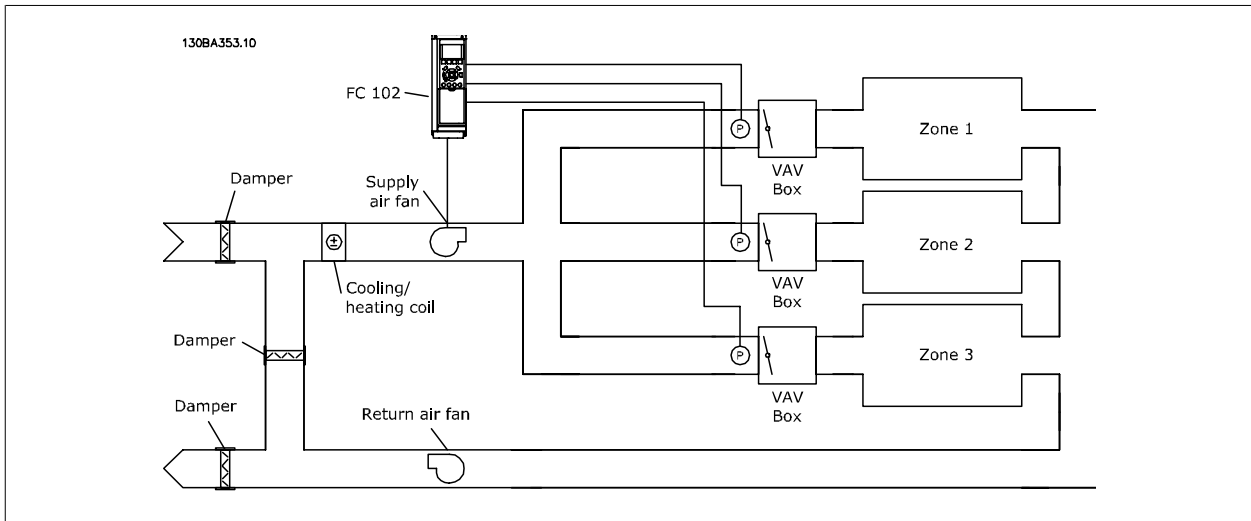 130BA353.10
FC 102
Damper
Supply
air fan
Cooling/
heating coil
Damper
Damper
Return air fan
P
VAV
Box
Zone 1
P
VAV
Box
Zone 2
P
VAV
Box
Zone 3